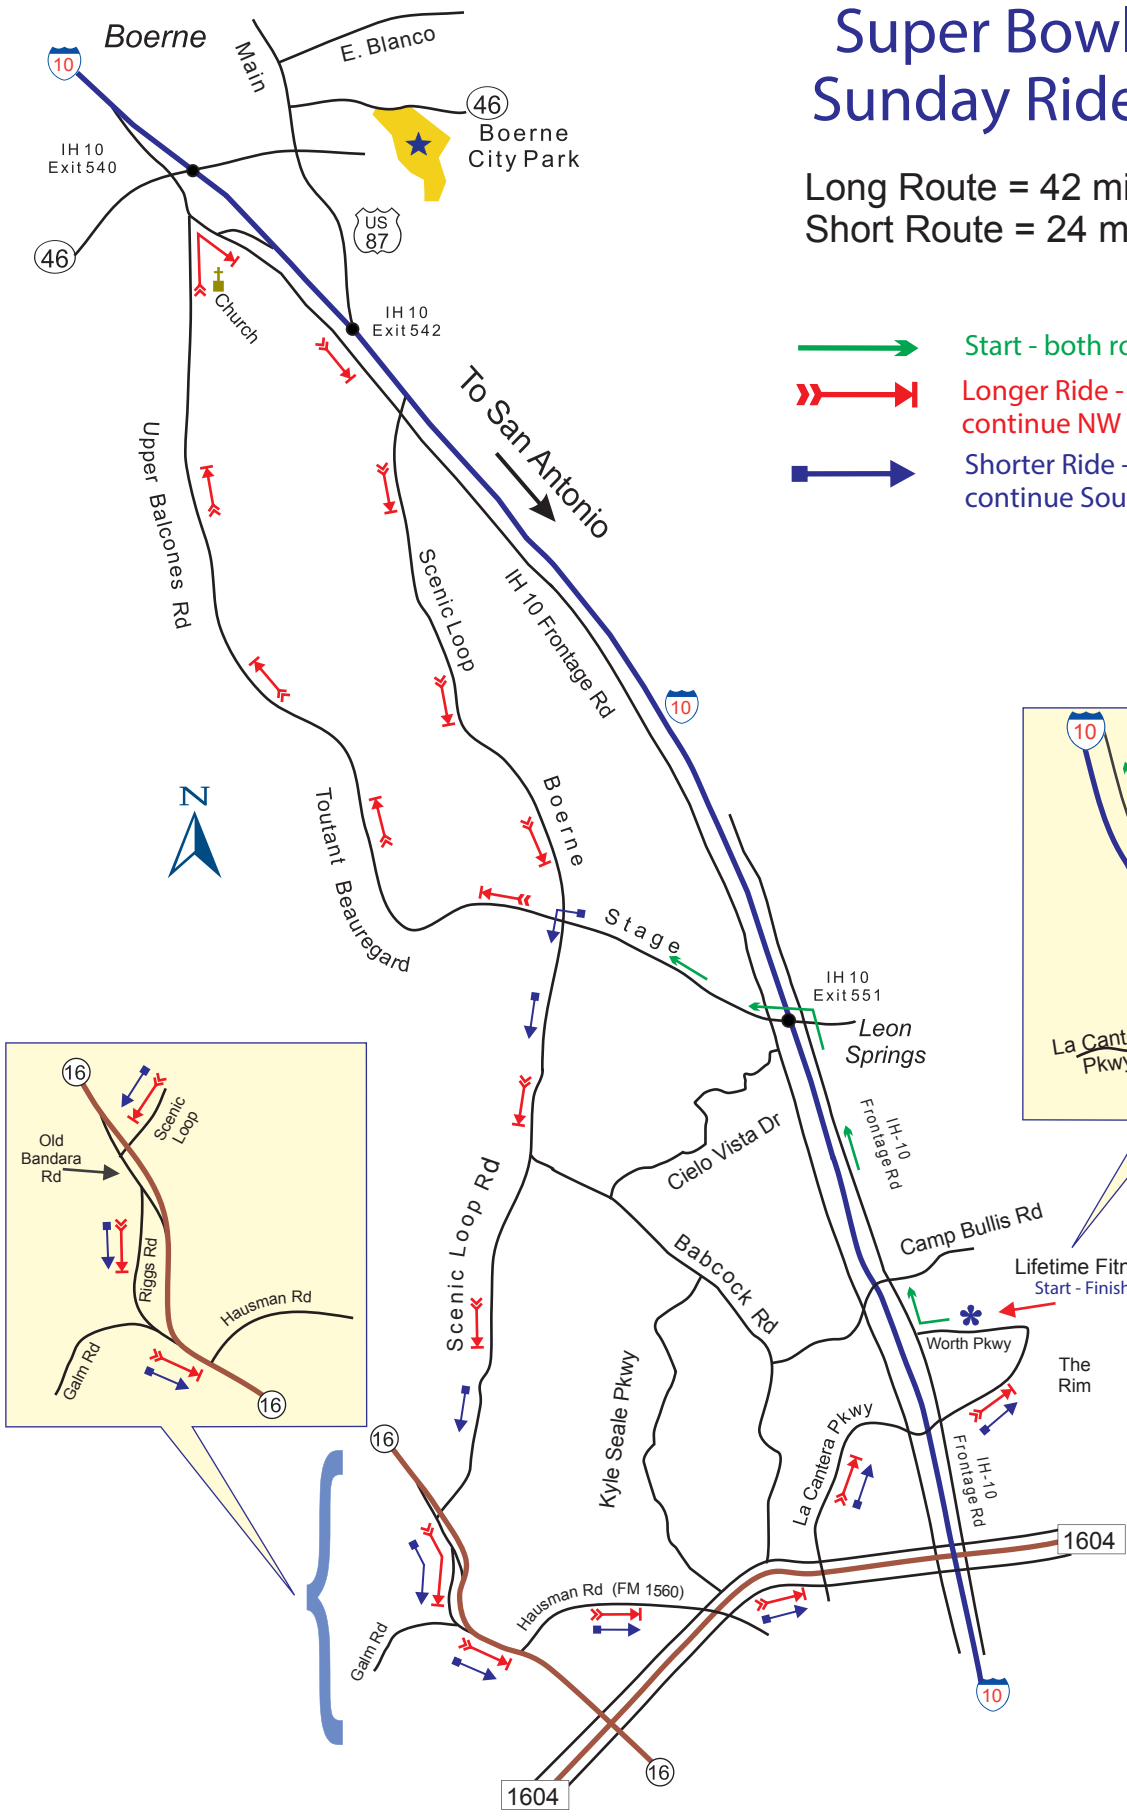 Boerne
Super Bowl
Sunday Ride
Long Route = 42 mi
Short Route = 24 m
Start - both ro
Longer Ride -
continue NW
Shorter Ride -
continue Sou
10
Main
E. Blanco
46
Boerne
City Park
IH 10
Exit 540
46
US
87
Church
IH 10
Exit 542
To San Antonio
Upper Balcones Rd
Scenic Loop
IH 10 Frontage Rd
10
10
Boerne
N
Toutant Beauregard
Stage
IH 10
Exit 551
Leon
Springs
La Cant
Pkwy
16
Scenic
Loop
Old
Bandara
Rd
Riggs Rd
Hausman Rd
Galm Rd
16
Cielo Vista Dr
IH-10
Frontage Rd
Scenic Loop Rd
Babcock Rd
Camp Bullis Rd
Lifetime Fitn
Start - Finish
Worth Pkwy
The
Rim
Kyle Seale Pkwy
La Cantera Pkwy
IH-10
Frontage Rd
16
1604
Hausman Rd (FM 1560)
Galm Rd
10
16
1604